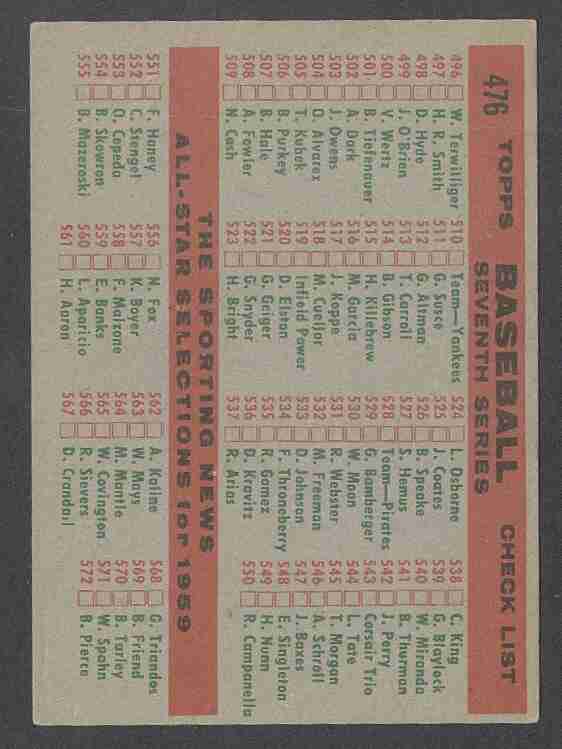 476 TOPPS BASEBALL CHECK LIST
SEVENTH SERIES
496 W. Terwilliger 510 Team—Yankees 524 L. Osborne 538 C. King
497 H. R. Smith 511 G. Susce 525 J. Coates 539 G. Blaylock
498 D. Hyde 512 G. Altman 526 B. Speake 540 W. Miranda
499 J. O'Brien 513 T. Carroll 527 S. Hemus 541 B. Thurman
500 V. Wertz 514 B. Gibson 528 Team—Pirates 542 J. Perry
501 B. Tiefenauer 515 H. Killebrew 529 G. Bamberger 543 Corsair Trio
502 A. Dark 516 M. Garcia 530 W. Moon 544 L. Tate
503 J. Owens 517 J. Koppe 531 R. Webster 545 T. Morgan
504 O. Alvarex 518 M. Cueljor 532 M. Freeman 546 A. Schroll
505 T. Kubek Infield Power 533 D. Johnson 547 J. Baxes
506 B. Purkey 519
520 D. Elston 534 F. Throneberry 548 E. Singleton
507 B. Hale 521 G. Geiger 535 R. Gomez 549 H. Nunn
508 A. Fowler 522 G. Snyder 536 D. Kravitz 550 R. Campanella
509 N. Cash 523 H. Bright 537 R. Arias
THE SPORTING NEWS
ALL-STAR SELECTIONS for 1959
551 F. Haney 556 N. Fox 562 A. Kaline 568 G. Triandos
552 C. Stengel 557 K. Boyer 563 W. Mays 569 B. Friend
553 O. Cepeda 558 F. Malzone 564 M. Mantle 570 B. Turley
554 B. Skowron 559 E. Banks 565 W. Covington 571 W. Spahn
555 B. Mazeroski 560 L. Aparicio 566 R. Sievers 572 B. Pierce
561 H. Aaron 567 D. Crandall